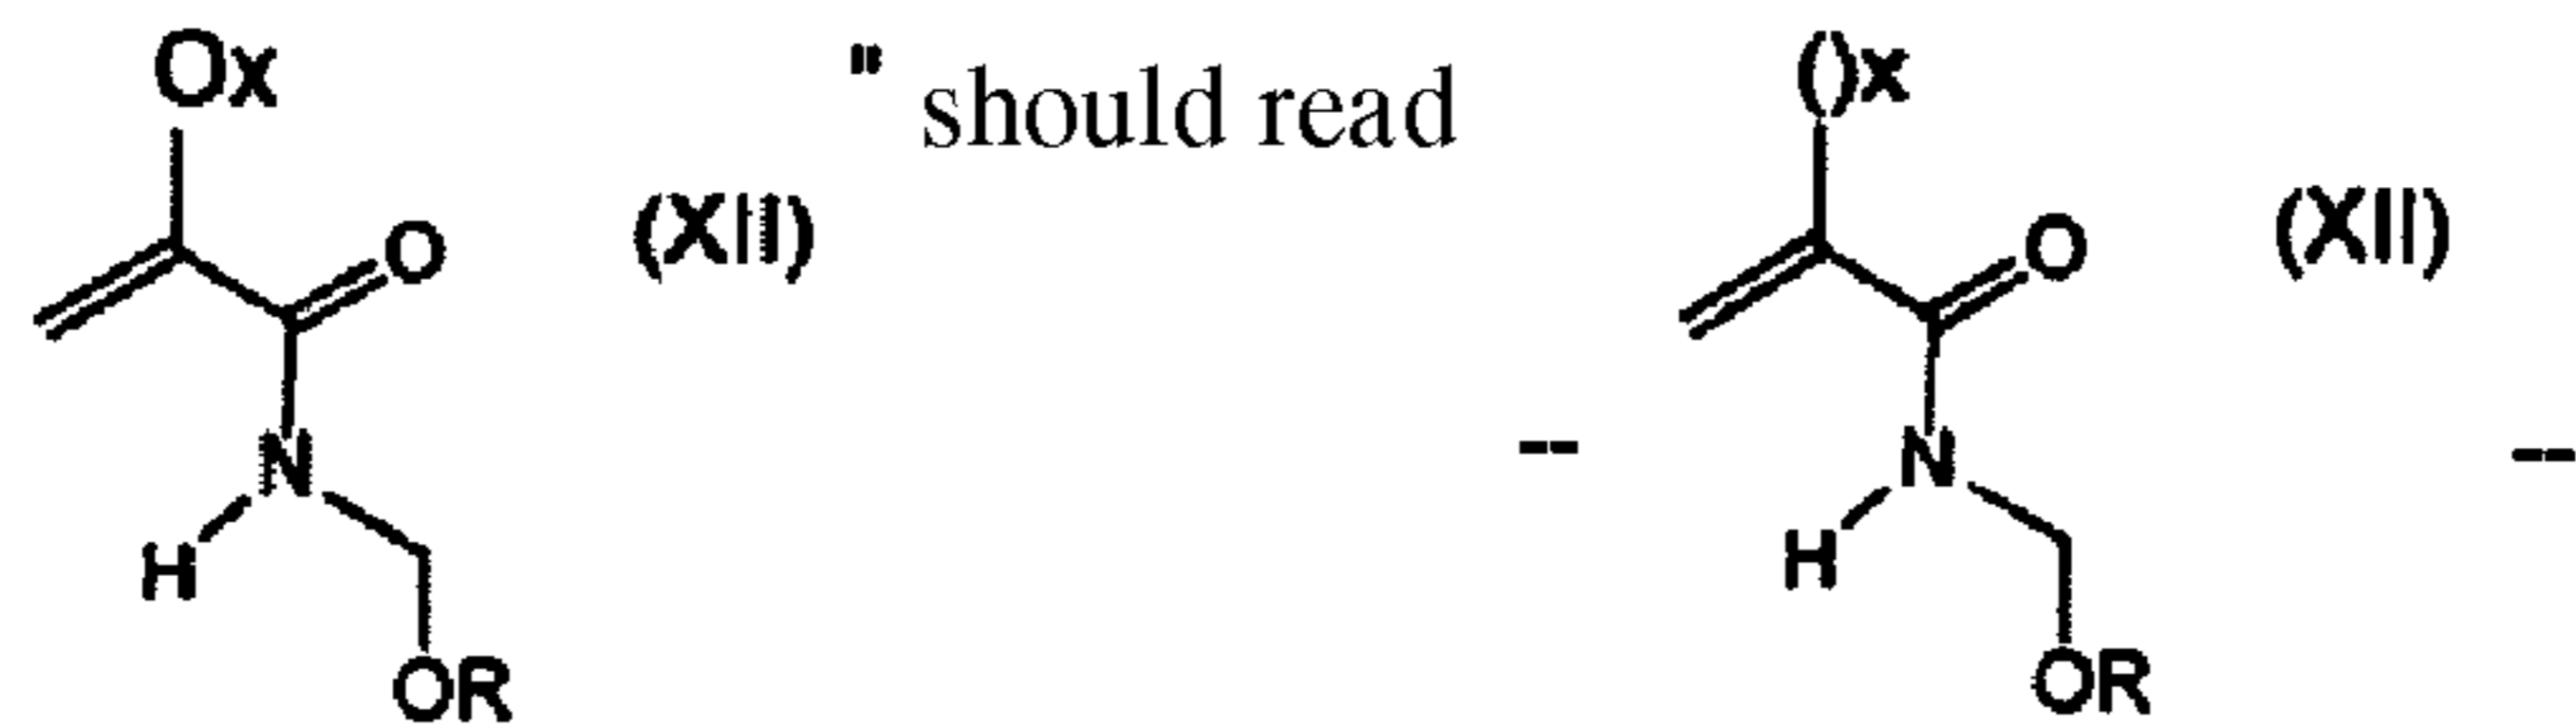 Ox " should read ()x
O (XII) O (XII)
N -- N --
H H
OR OR